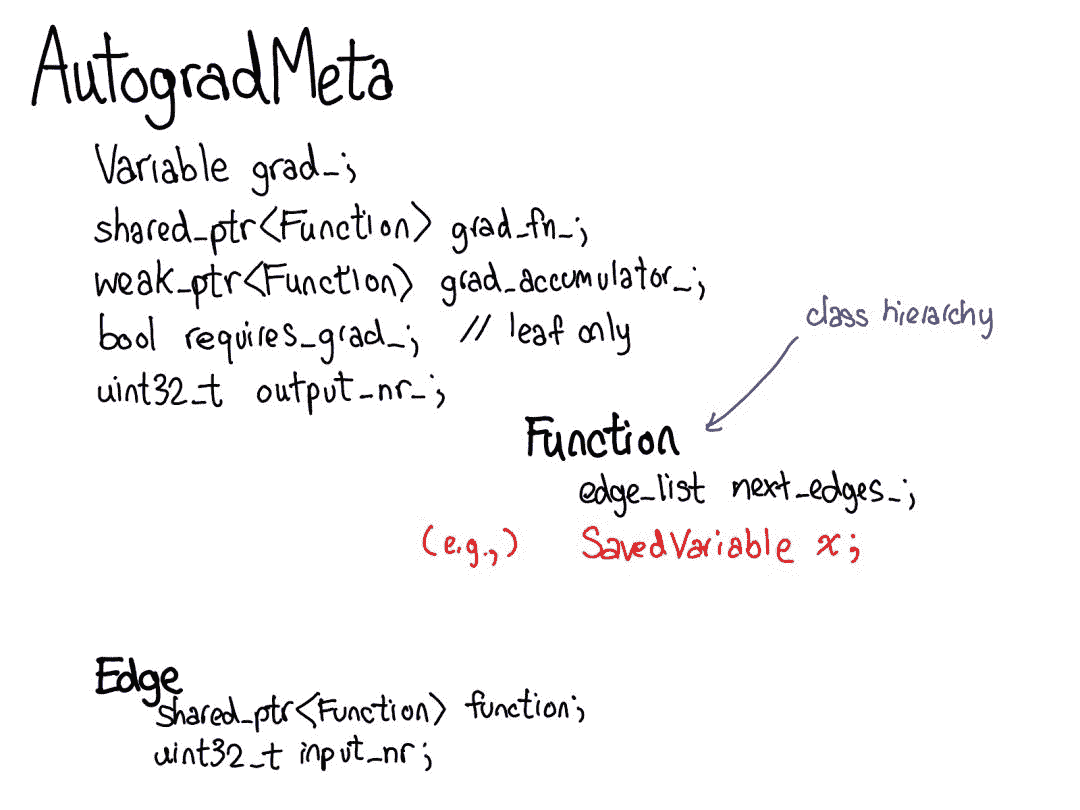 AutogradMeta
Variable grad_;
shared_ptr<Function> grad_fn_;
weak_ptr<Function> grad_accumulator_;
bool requires_grad_; // leaf only
uint32_t output_nr_;
class hierarchy
Function
edge_list next_edges_;
(e.g.,) SavedVariable x;
Edge
shared_ptr<Function> function;
uint32_t input_nr;